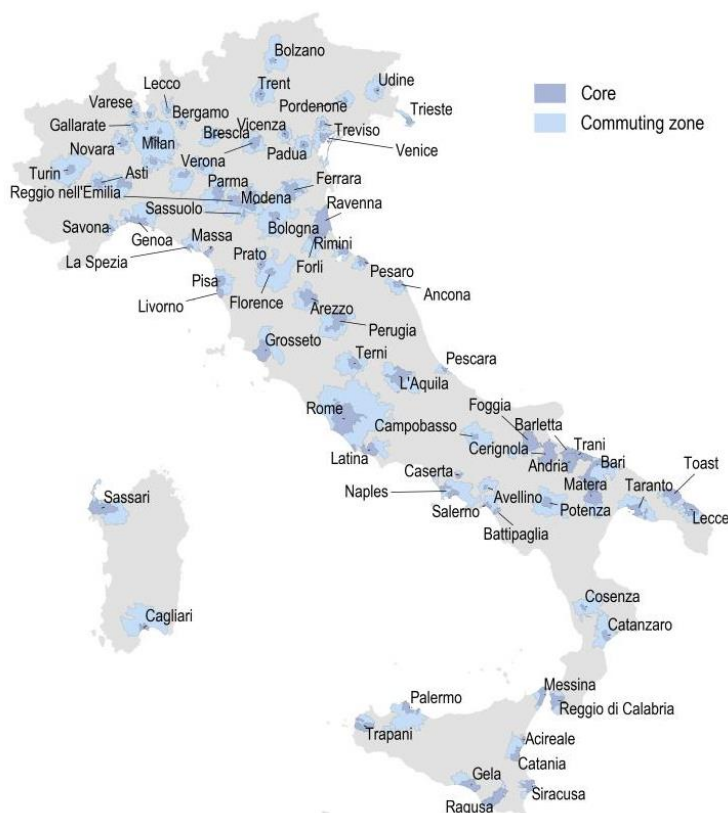 Bolzano
Lecco
Trent
Udine
Varese
Bergamo
Pordenone
Trieste
Gallarate
Brescia
Vicenza
Treviso
Novara
Milan
Verona
Padua
Venice
Turin
Asti
Parma
Ferrara
Reggio nell'Emilia
Modena
Ravenna
Sassuolo
Bologna
Savona
Genoa
Massa
Rimini
La Spezia
Prato
Forli
Pesaro
Pisa
Livorno
Florence
Ancona
Arezzo
Perugia
Grosseto
Terni
Pescara
L'Aquila
Rome
Foggia
Barletta
Campobasso
Trani
Cerignola
Andria
Bari
Latina
Caserta
Matera
Taranto
Toast
Naples
Avellino
Salerno
Potenza
Lecce
Battipaglia
Sassari
Cagliari
Cosenza
Catanzaro
Messina
Palermo
Reggio di Calabria
Trapani
Acireale
Catania
Gela
Siracusa
Ragusa
Core
Commuting zone